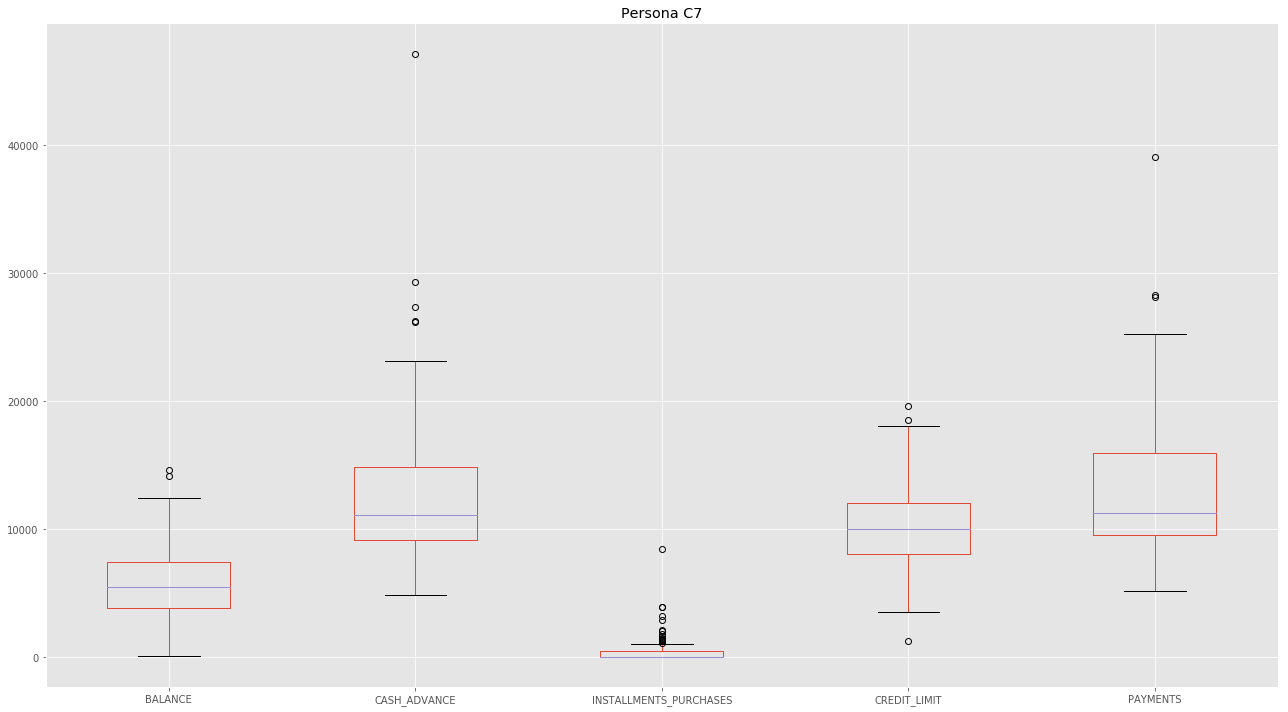 Persona C7
40000
30000
20000
10000
0
BALANCE CASH_ADVANCE INSTALLMENTS_PURCHASES CREDIT_LIMIT PAYMENTS